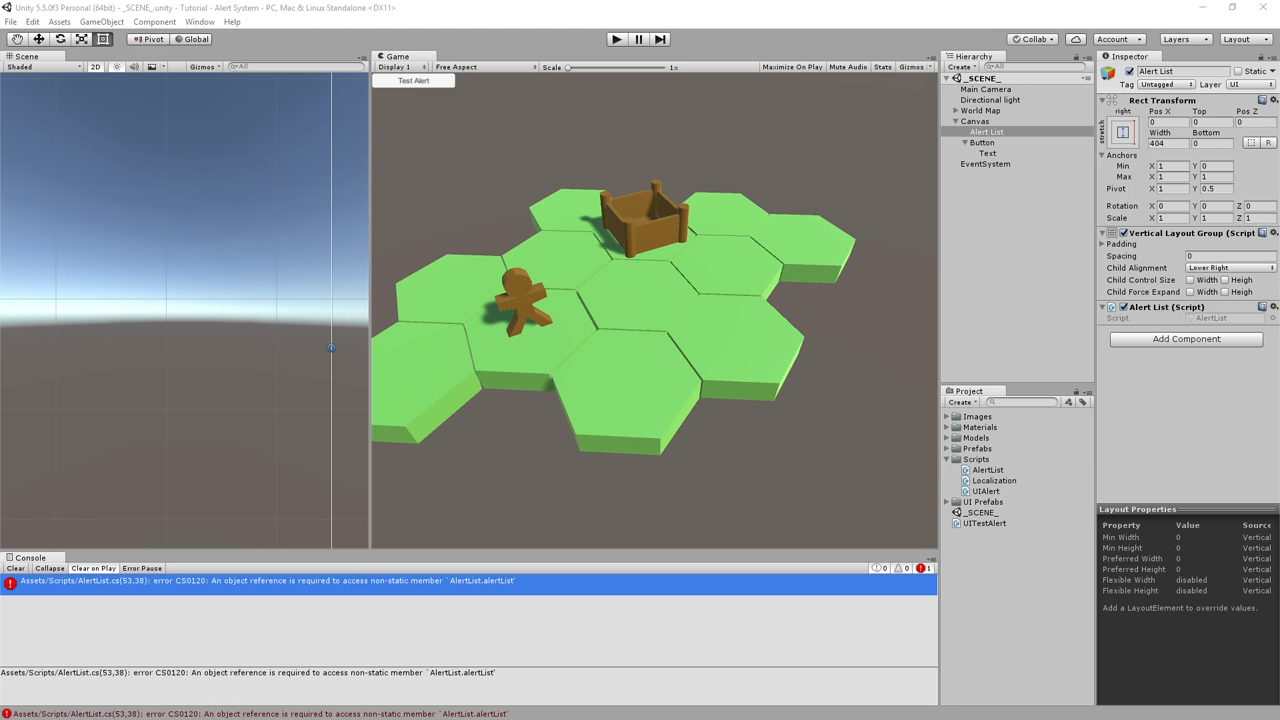 Unity 5.5.0f3 Personal (64bit) - _SCENE_.unity - Tutorial - Alert System - PC, Mac & Linux Standalone <DX11>
File Edit Assets GameObject Component Window Help
Pivot Global Collab Account Layers Layout
Scene
Shaded 2D Gizmos All
Game
Display 1 Free Aspect Scale 1x Maximize On Play Mute Audio Stats Gizmos
Test Alert
Hierarchy
Create All
_SCENE_
Main Camera
Directional light
World Map
Canvas
Alert List
Button
Text
EventSystem
Project
Create
Images
Materials
Models
Prefabs
Scripts
AlertList
Localization
UIAlert
UI Prefabs
_SCENE_
UITestAlert
Inspector
Alert List Static
Tag Untagged Layer UI
Rect Transform
right Pos X Top Pos Z
stretch 0 0 0
Width Bottom
404 0 R
Anchors
Min X 1 Y 0
Max X 1 Y 1
Pivot X 1 Y 0.5
Rotation X 0 Y 0 Z 0
Scale X 1 Y 1 Z 1
Vertical Layout Group (Script
Padding
Spacing 0
Child Alignment Lower Right
Child Control Size Width Heigh
Child Force Expand Width Heigh
Alert List (Script)
Script AlertList
Add Component
Layout Properties
Property Value Source
Min Width 0 Vertical
Min Height 0 Vertical
Preferred Width 0 Vertical
Preferred Height 0 Vertical
Flexible Width disabled Vertical
Flexible Height disabled Vertical
Add a LayoutElement to override values.
Console
Clear Collapse Clear on Play Error Pause 0 0 1
Assets/Scripts/AlertList.cs(53,38): error CS0120: An object reference is required to access non-static member `AlertList.alertList'
Assets/Scripts/AlertList.cs(53,38): error CS0120: An object reference is required to access non-static member `AlertList.alertList'
Assets/Scripts/AlertList.cs(53,38): error CS0120: An object reference is required to access non-static member `AlertList.alertList'